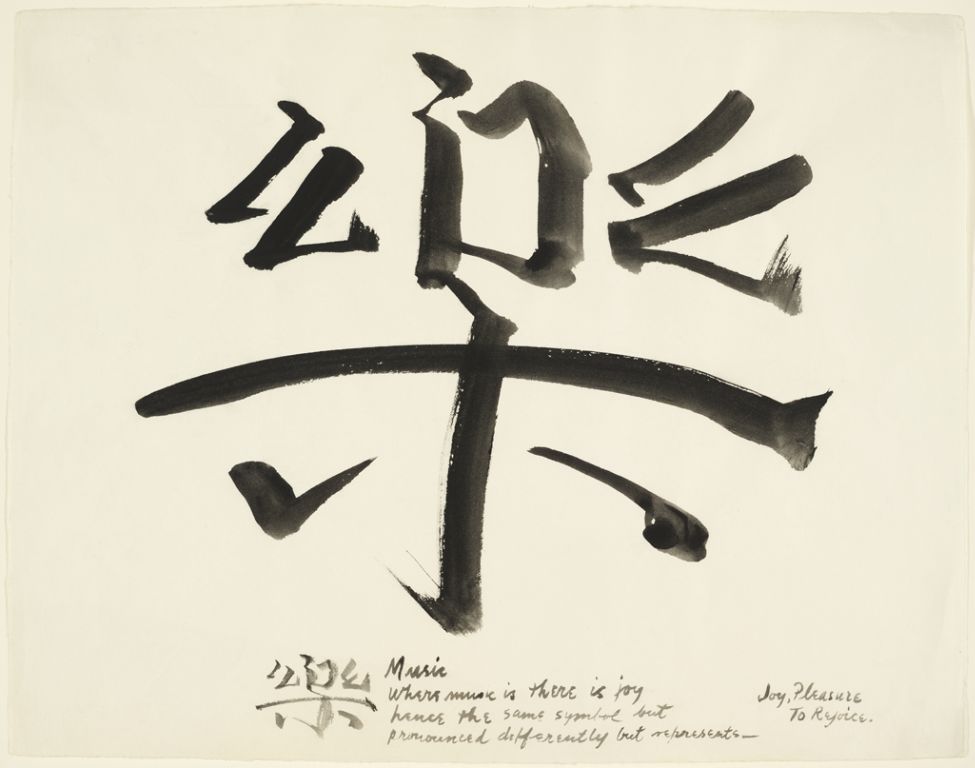 樂
樂 Music
Where music is there is joy
hence the same symbol but
pronounced differently but represents—
Joy, Pleasure
To Rejoice.